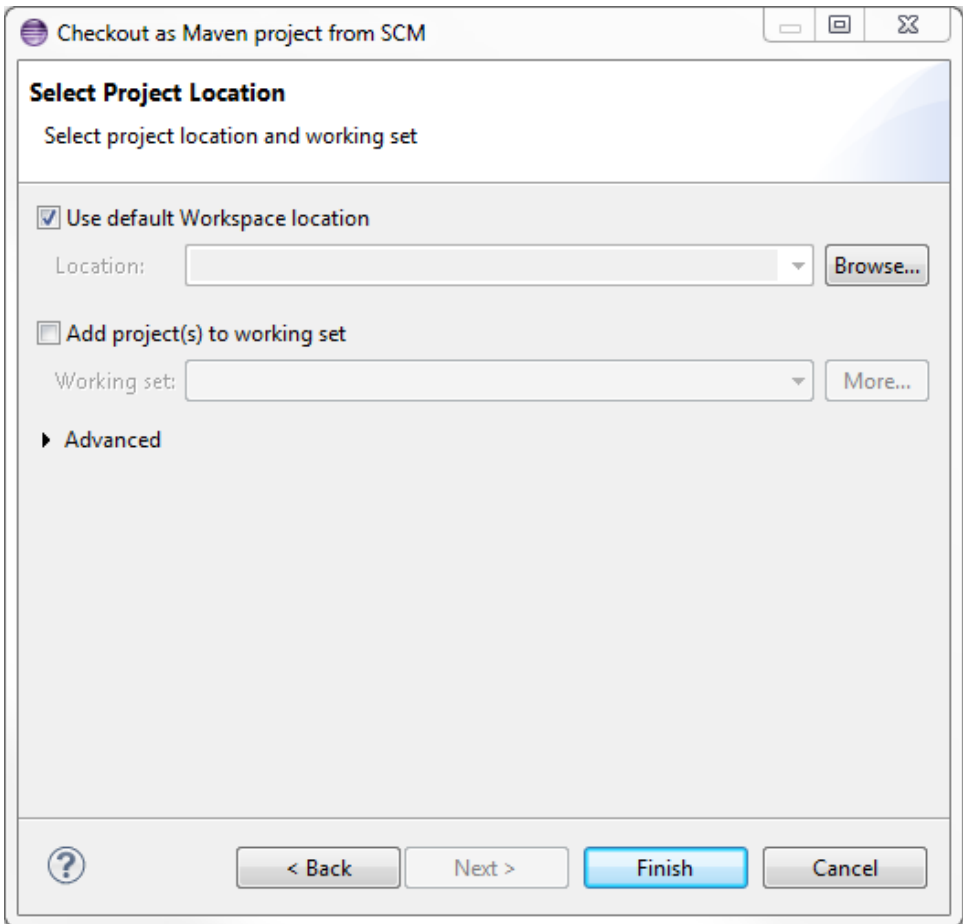 Checkout as Maven project from SCM
Select Project Location
Select project location and working set
Use default Workspace location
Location: Browse...
Add project(s) to working set
Working set: More...
Advanced
? < Back Next > Finish Cancel